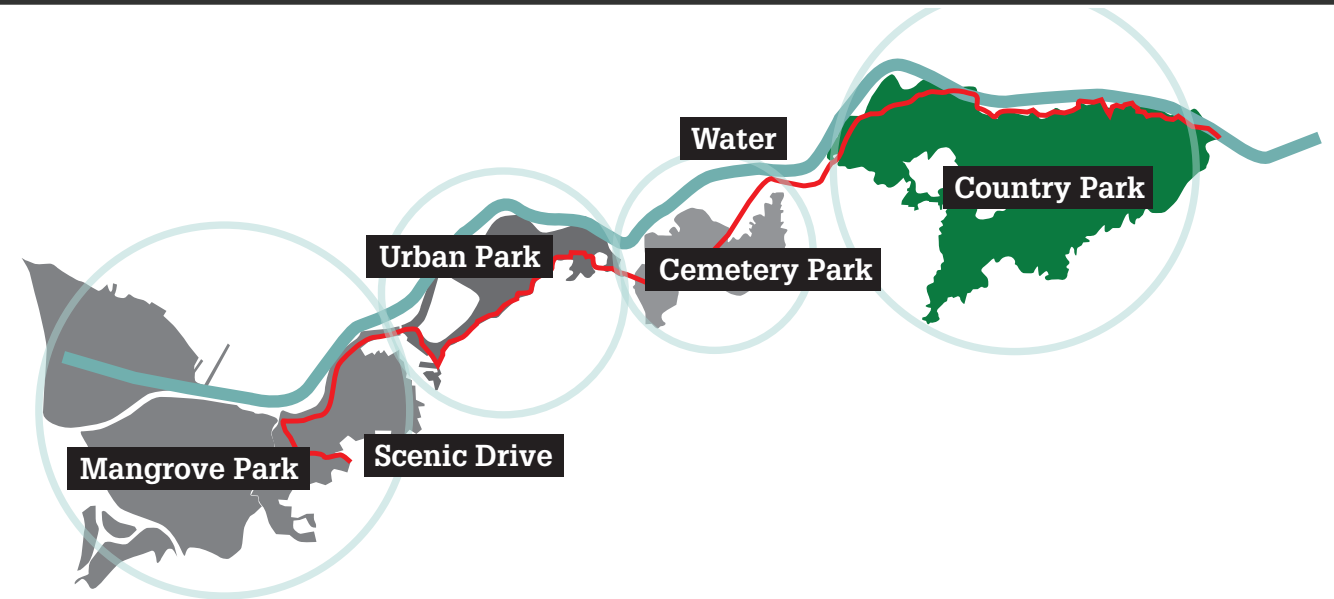 Water
Country Park
Urban Park
Cemetery Park
Scenic Drive
Mangrove Park